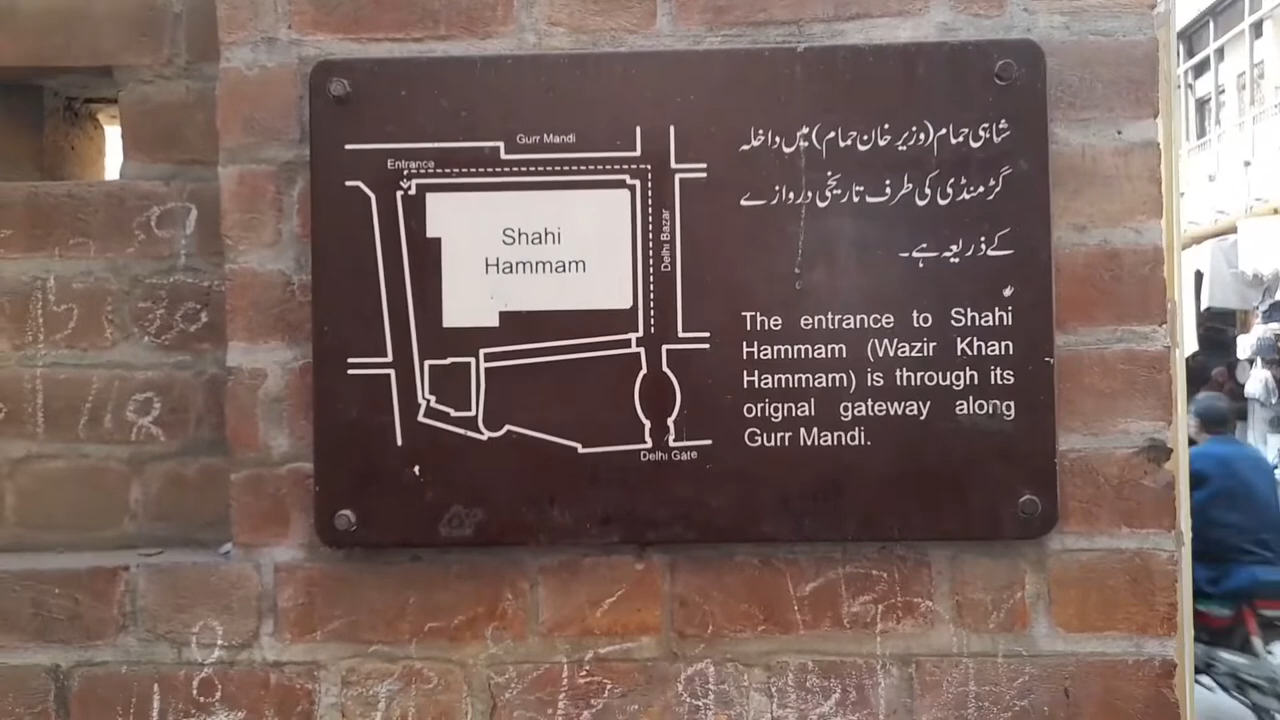 Gurr Mandi
Entrance
Shahi
Hammam
Delhi Bazar
Delhi Gate
شاہی حمام (وزیر خان حمام) میں داخلہ
گڑ منڈی کی طرف تاریخی دروازے
کے ذریعہ ہے۔
The entrance to Shahi
Hammam (Wazir Khan
Hammam) is through its
orignal gateway along
Gurr Mandi.
118
8